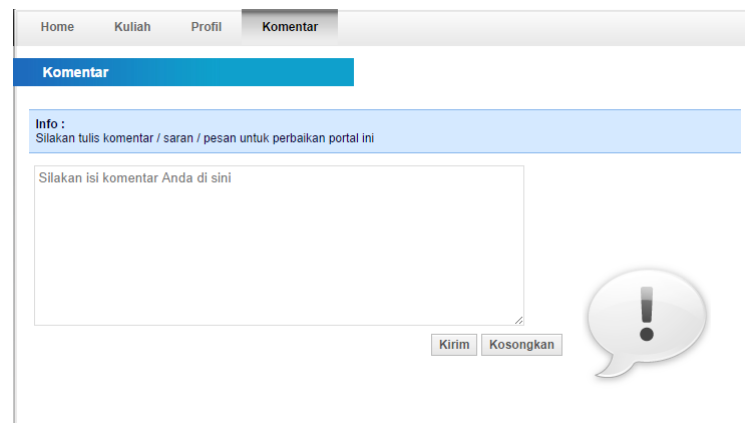 Home Kuliah Profil Komentar
Komentar
Info :
Silakan tulis komentar / saran / pesan untuk perbaikan portal ini
Silakan isi komentar Anda di sini
Kirim Kosongkan